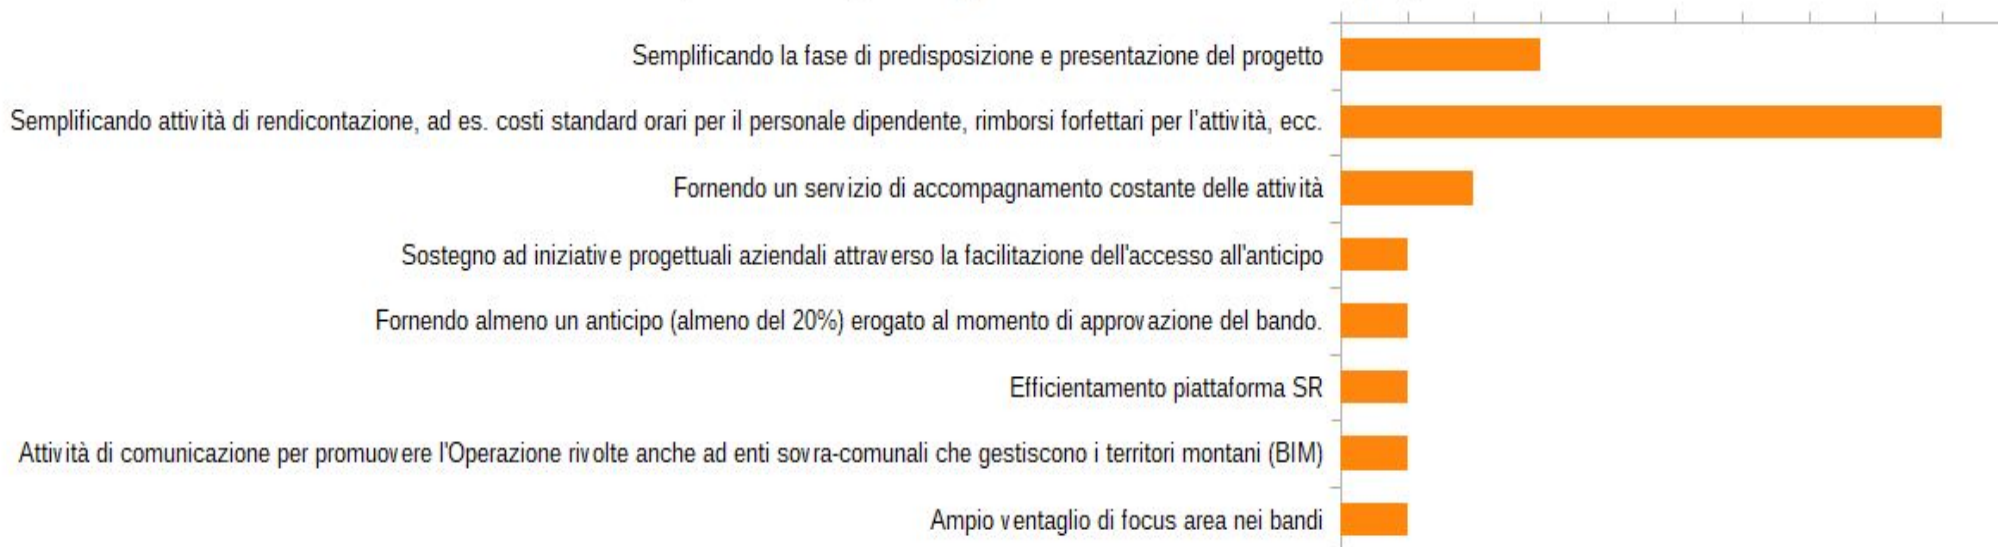 Semplificando la fase di predisposizione e presentazione del progetto
Semplificando attività di rendicontazione, ad es. costi standard orari per il personale dipendente, rimborsi forfettari per l'attività, ecc.
Fornendo un servizio di accompagnamento costante delle attività
Sostegno ad iniziative progettuali aziendali attraverso la facilitazione dell'accesso all'anticipo
Fornendo almeno un anticipo (almeno del 20%) erogato al momento di approvazione del bando.
Efficientamento piattaforma SR
Attività di comunicazione per promuovere l'Operazione rivolte anche ad enti sovra-comunali che gestiscono i territori montani (BIM)
Ampio ventaglio di focus area nei bandi